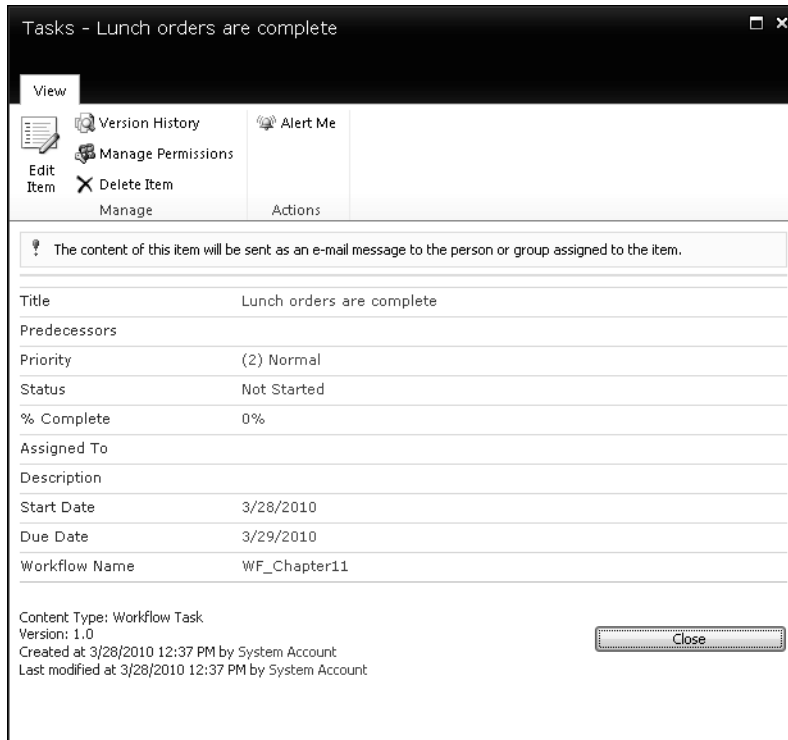 Tasks - Lunch orders are complete
View
Edit
Item
Version History
Manage Permissions
Delete Item
Manage
Alert Me
Actions
The content of this item will be sent as an e-mail message to the person or group assigned to the item.
Title Lunch orders are complete
Predecessors
Priority (2) Normal
Status Not Started
% Complete 0%
Assigned To
Description
Start Date 3/28/2010
Due Date 3/29/2010
Workflow Name WF_Chapter11
Content Type: Workflow Task
Version: 1.0
Created at 3/28/2010 12:37 PM by System Account
Last modified at 3/28/2010 12:37 PM by System Account
Close